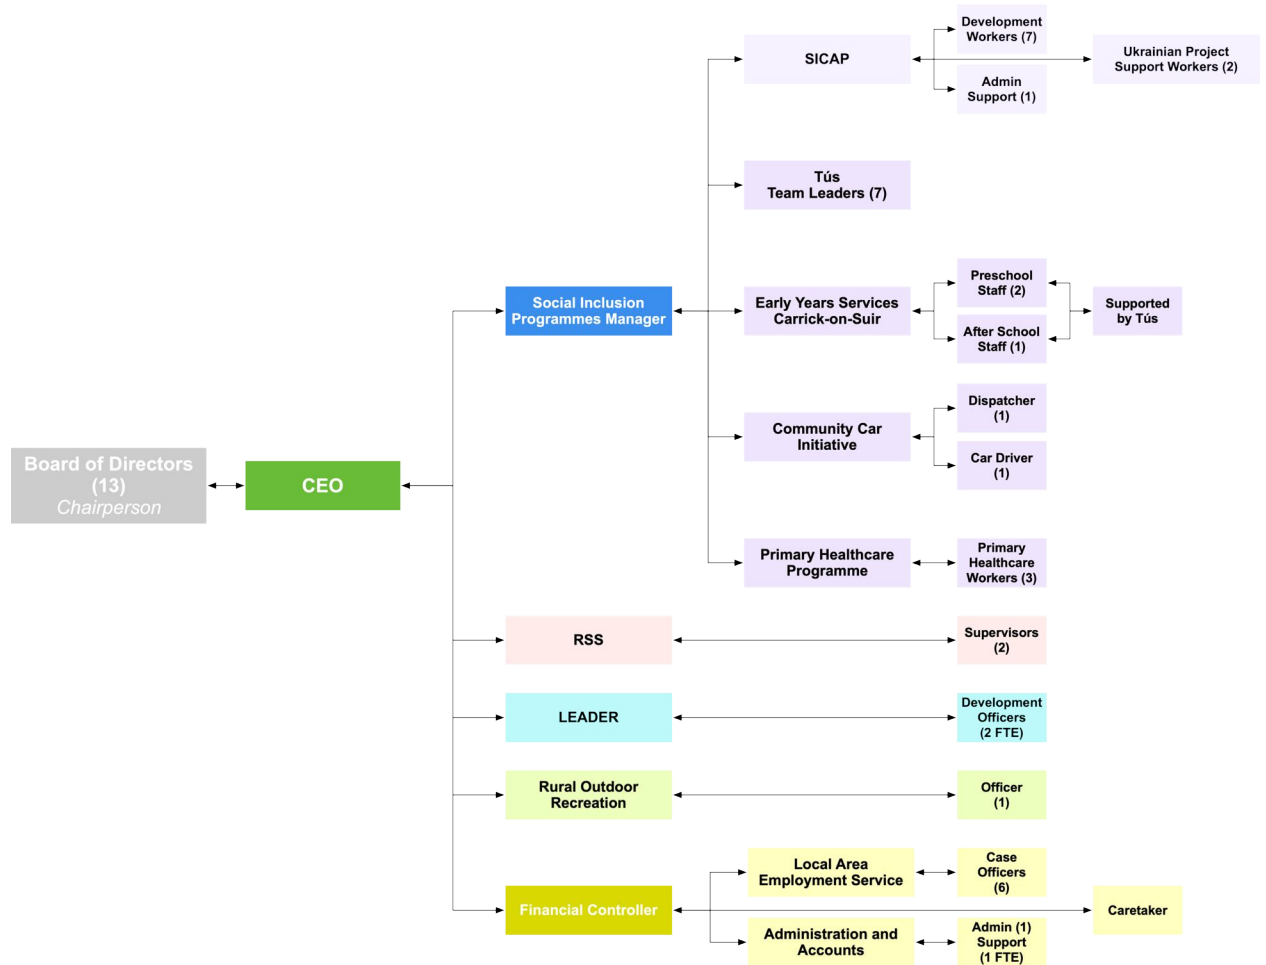 Board of Directors
(13)
Chairperson
CEO
Social Inclusion
Programmes Manager
SICAP
Development
Workers (7)
Admin
Support (1)
Ukrainian Project
Support Workers (2)
Tús
Team Leaders (7)
Early Years Services
Carrick-on-Suir
Preschool
Staff (2)
After School
Staff (1)
Supported
by Tús
Community Car
Initiative
Dispatcher
(1)
Car Driver
(1)
Primary Healthcare
Programme
Primary
Healthcare
Workers (3)
RSS
Supervisors
(2)
LEADER
Development
Officers
(2 FTE)
Rural Outdoor
Recreation
Officer
(1)
Financial Controller
Local Area
Employment Service
Case
Officers
(6)
Caretaker
Administration and
Accounts
Admin (1)
Support
(1 FTE)